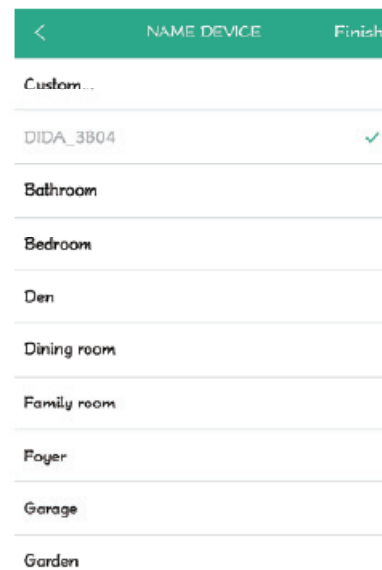 < NAME DEVICE Finish
Custom...
DIDA_3B04
Bathroom
Bedroom
Den
Dining room
Family room
Foyer
Garage
Garden